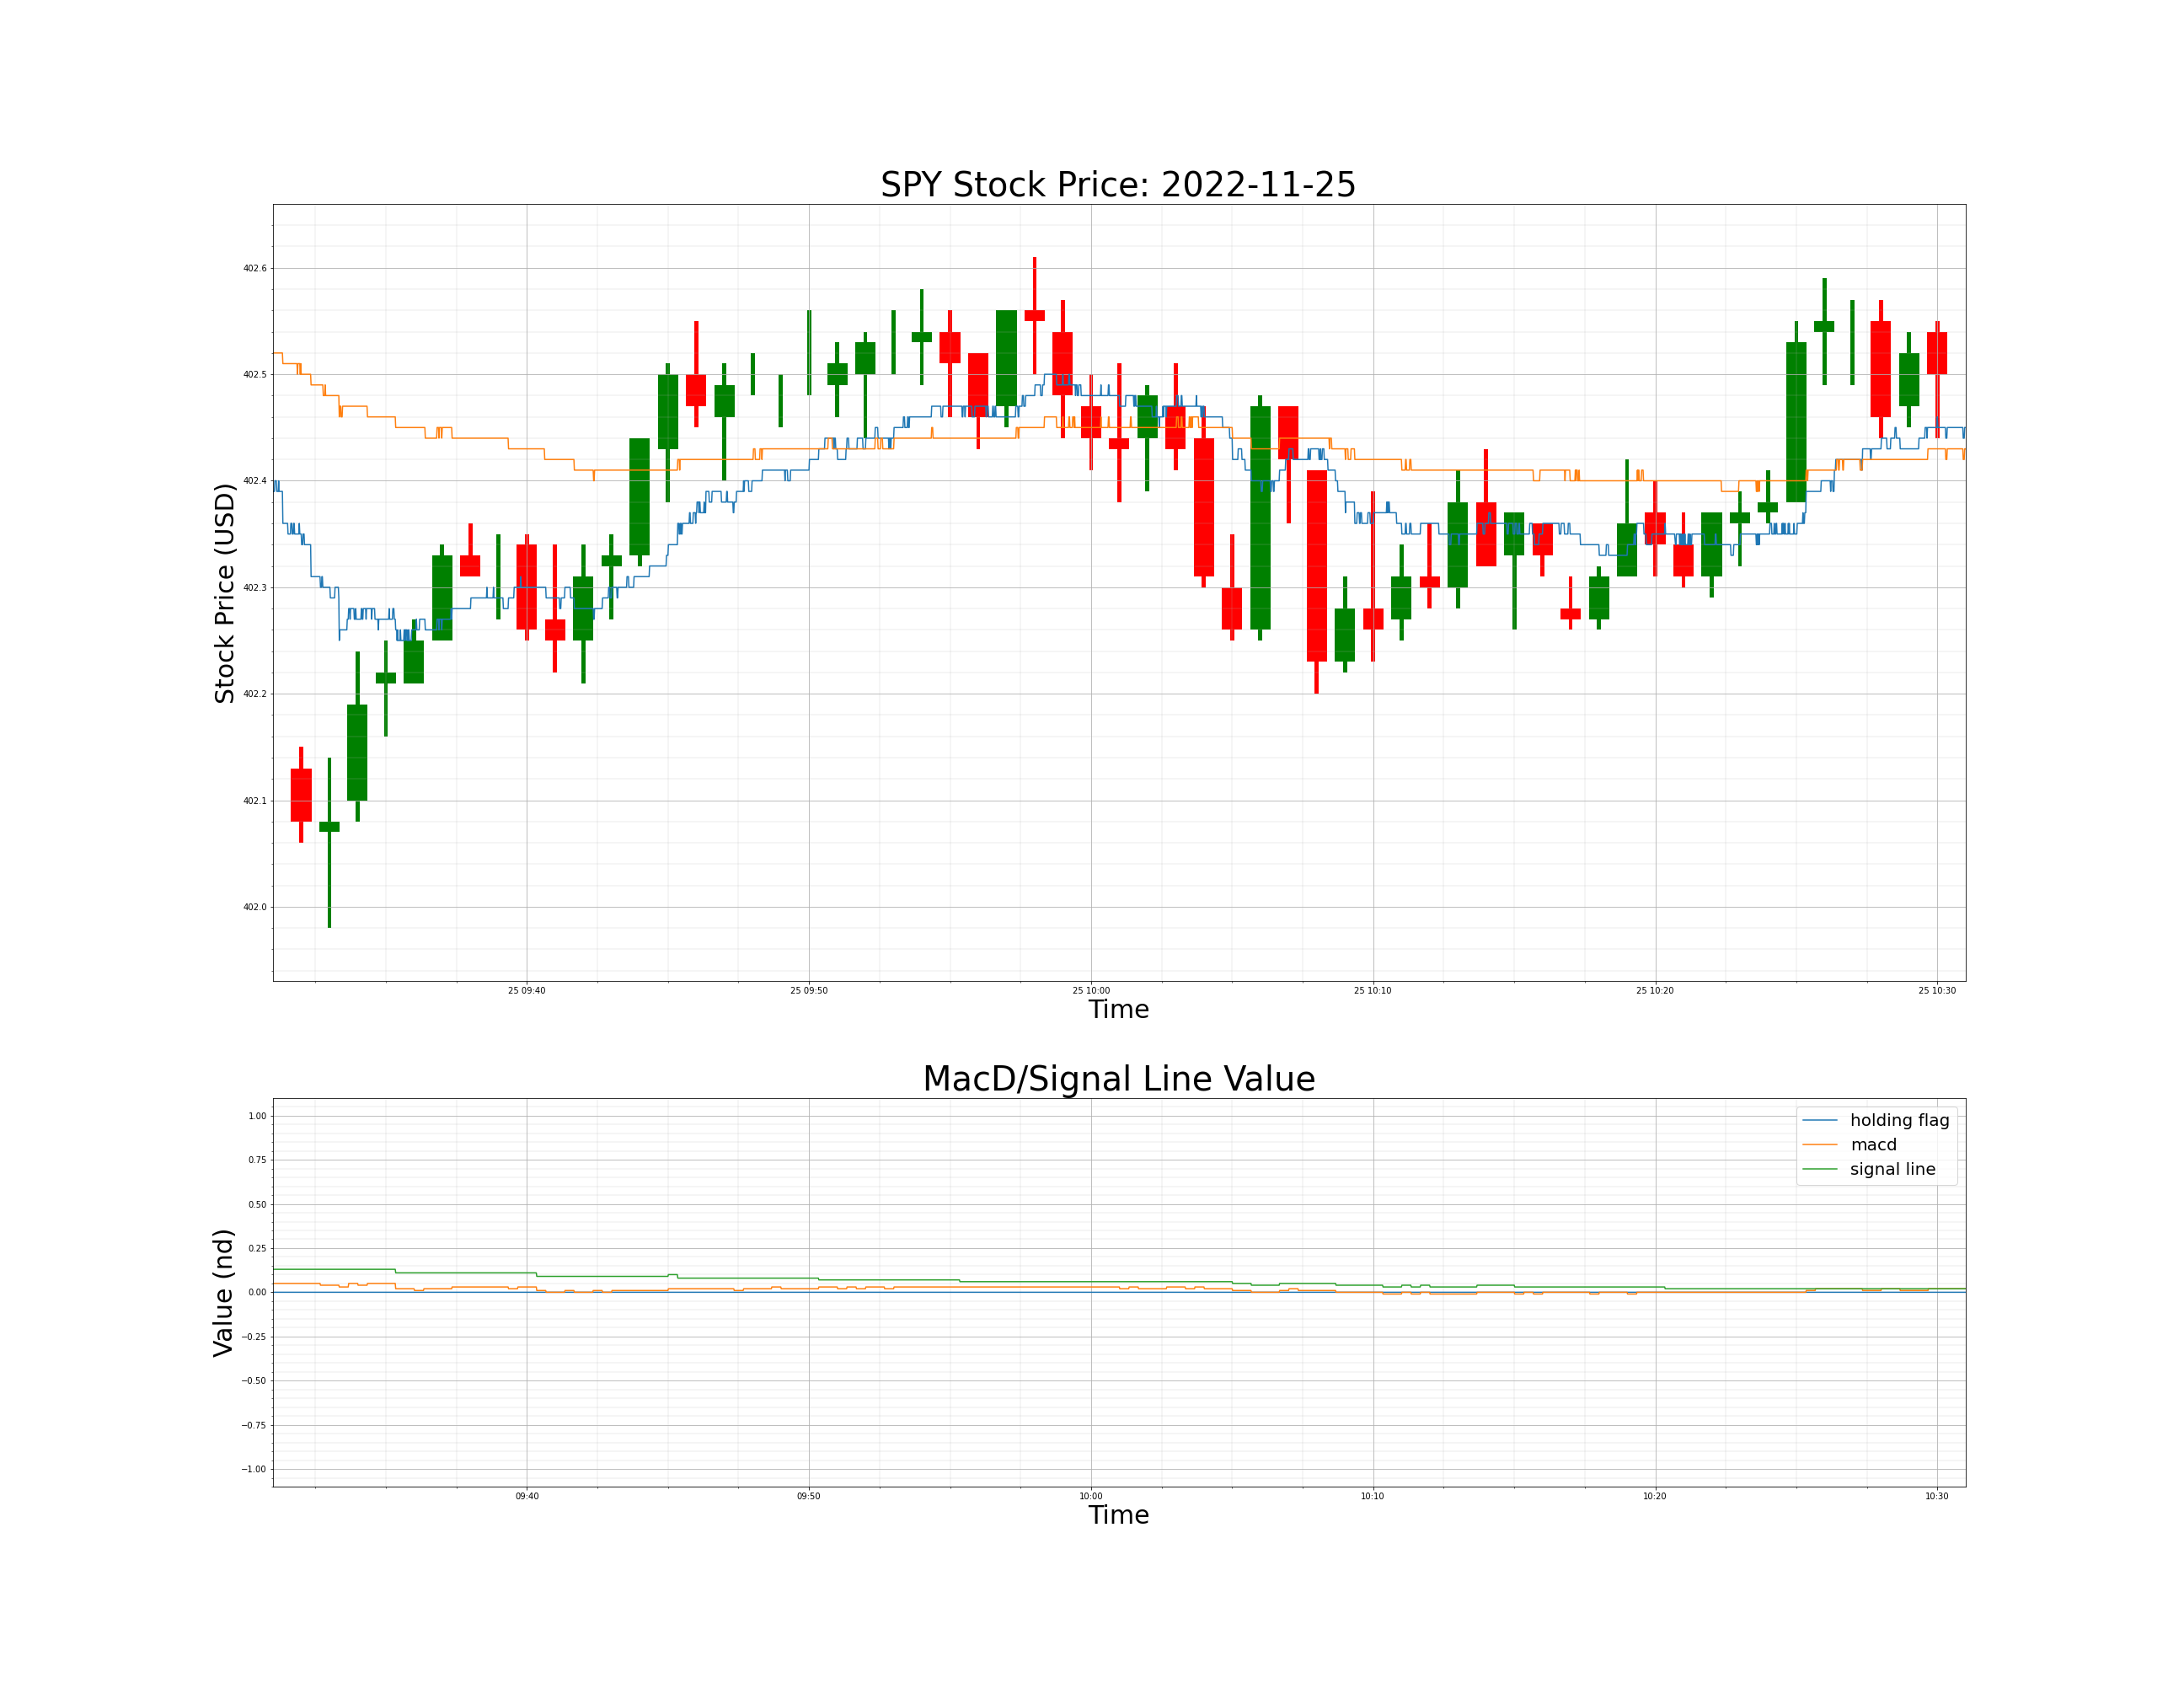 SPY Stock Price: 2022-11-25
Stock Price (USD)
402.6
402.5
402.4
402.3
402.2
402.1
402.0
25 09:40 25 09:50 25 10:00 25 10:10 25 10:20 25 10:30
Time
MacD/Signal Line Value
Value (nd)
1.00
0.75
0.50
0.25
0.00
−0.25
−0.50
−0.75
−1.00
holding flag
macd
signal line
09:40 09:50 10:00 10:10 10:20 10:30
Time